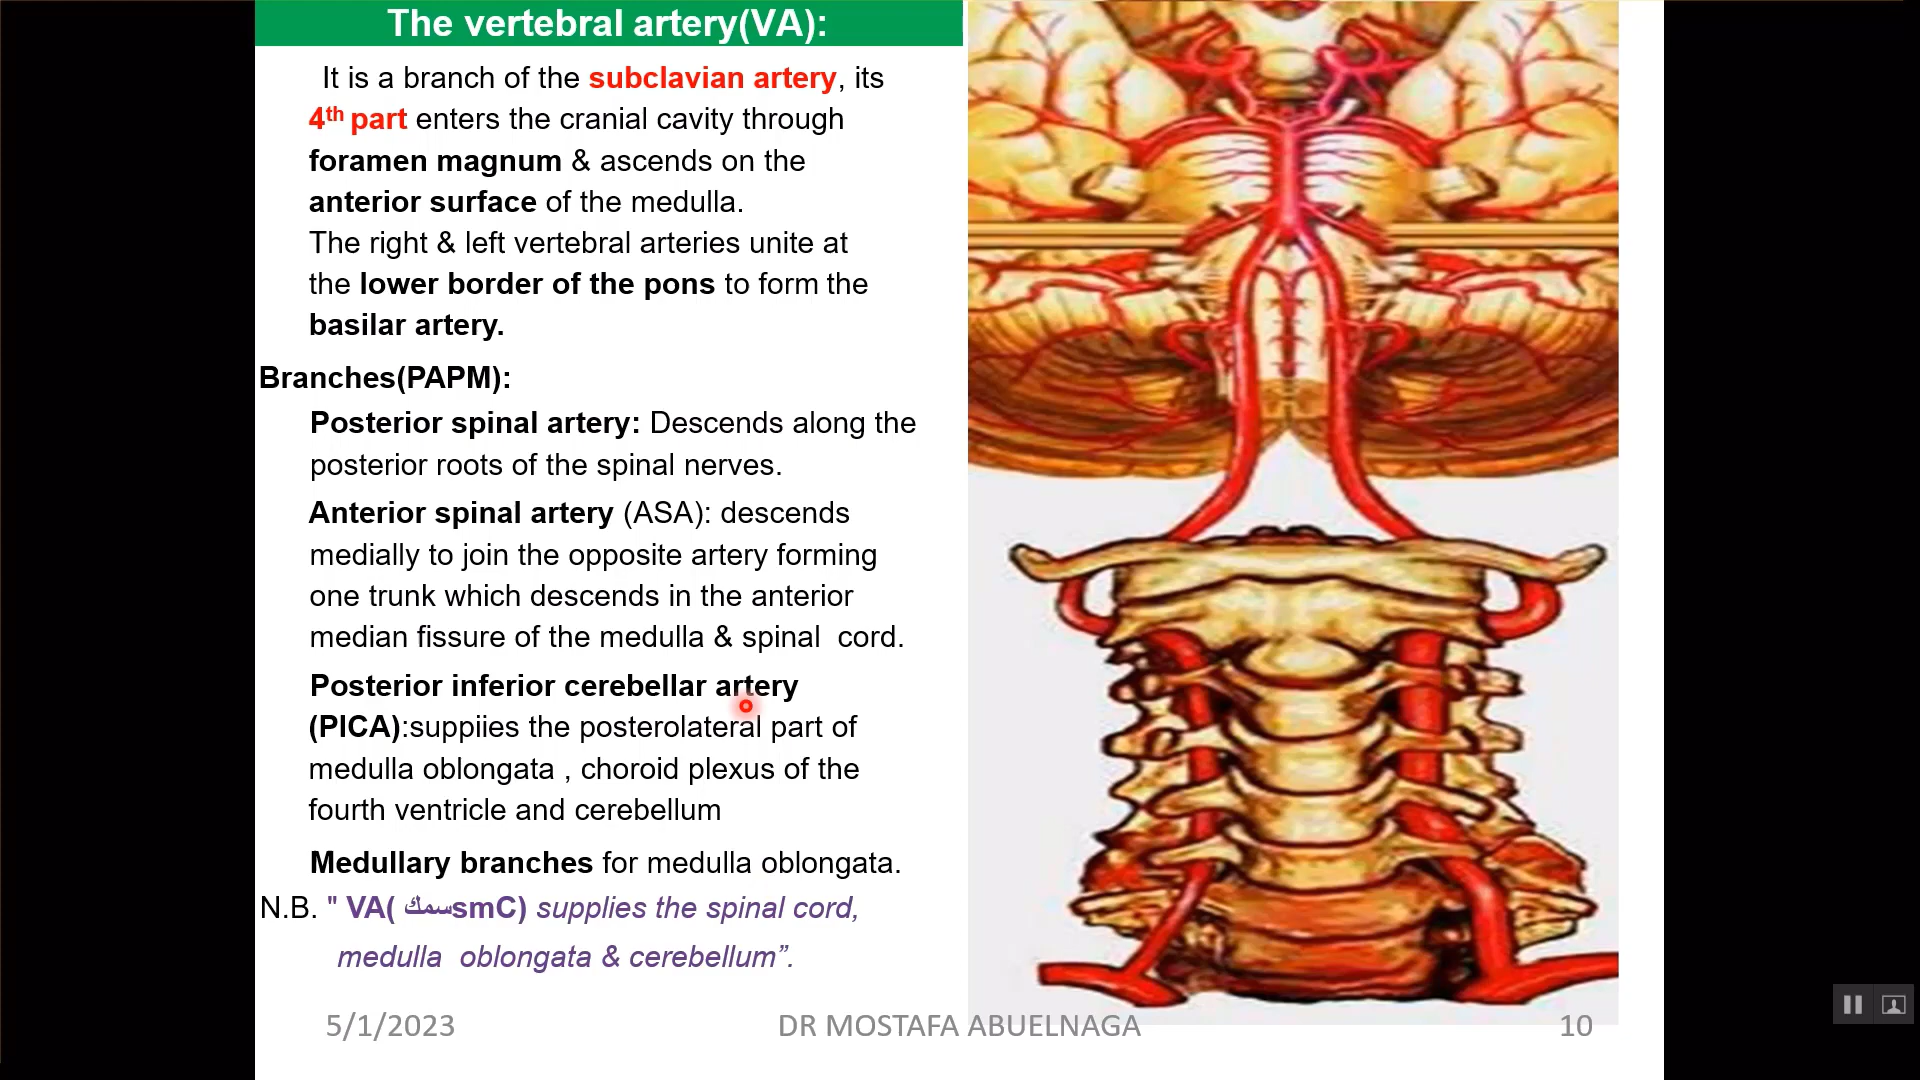 The vertebral artery(VA):
It is a branch of the subclavian artery, its
4th part enters the cranial cavity through
foramen magnum & ascends on the
anterior surface of the medulla.
The right & left vertebral arteries unite at
the lower border of the pons to form the
basilar artery.
Branches(PAPM):
Posterior spinal artery: Descends along the
posterior roots of the spinal nerves.
Anterior spinal artery (ASA): descends
medially to join the opposite artery forming
one trunk which descends in the anterior
median fissure of the medulla & spinal cord.
Posterior inferior cerebellar artery
(PICA):suppiies the posterolateral part of
medulla oblongata , choroid plexus of the
fourth ventricle and cerebellum
Medullary branches for medulla oblongata.
N.B. " VA( سمكsmC) supplies the spinal cord,
medulla oblongata & cerebellum”.
5/1/2023
DR MOSTAFA ABUELNAGA
10